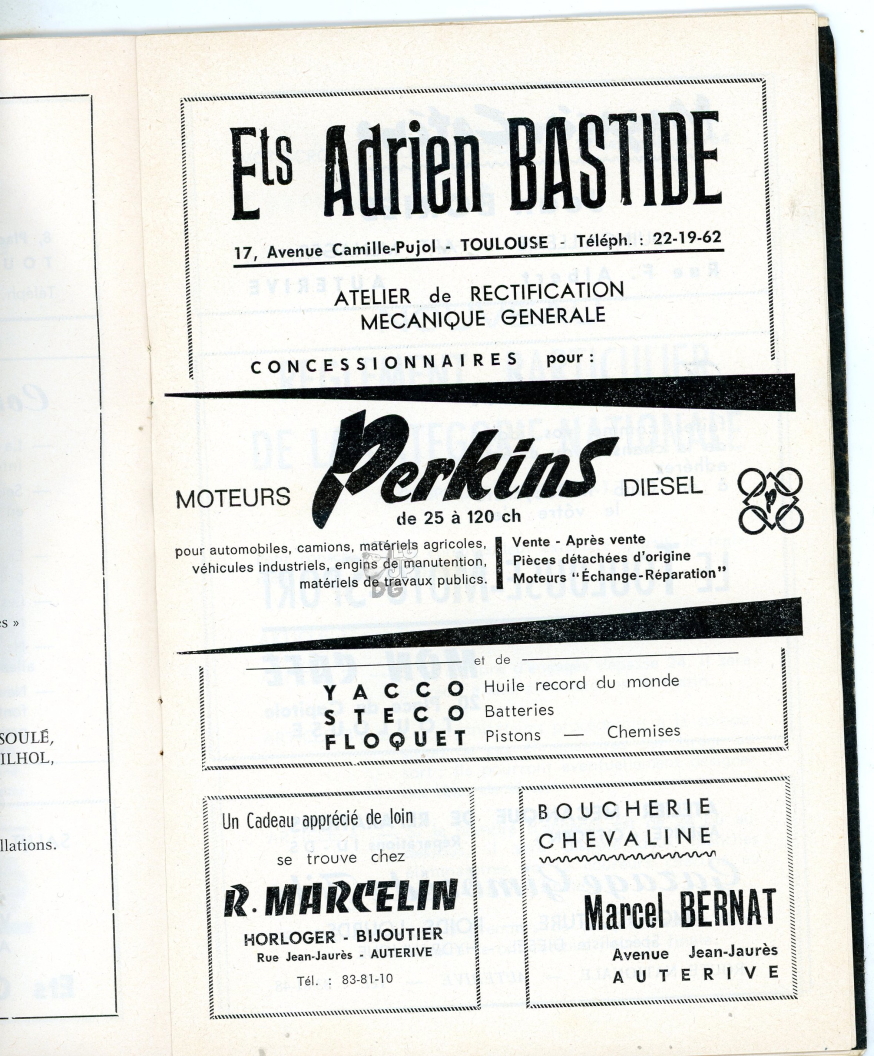 s »
SOULÉ,
ILHOL,
llations.
Ets Adrien BASTIDE
17, Avenue Camille-Pujol - TOULOUSE - Téléph. : 22-19-62
ATELIER de RECTIFICATION
MECANIQUE GENERALE
CONCESSIONNAIRES pour :
MOTEURS Perkins DIESEL
de 25 à 120 ch
pour automobiles, camions, matériels agricoles,
véhicules industriels, engins de manutention,
matériels de travaux publics.
Vente - Après vente
Pièces détachées d'origine
Moteurs "Échange-Réparation"
et de
YACCO Huile record du monde
STECO Batteries
FLOQUET Pistons — Chemises
Un Cadeau apprécié de loin
se trouve chez
R. MARCELIN
HORLOGER - BIJOUTIER
Rue Jean-Jaurès - AUTERIVE
Tél. : 83-81-10
BOUCHERIE
CHEVALINE
Marcel BERNAT
Avenue Jean-Jaurès
AUTERIVE